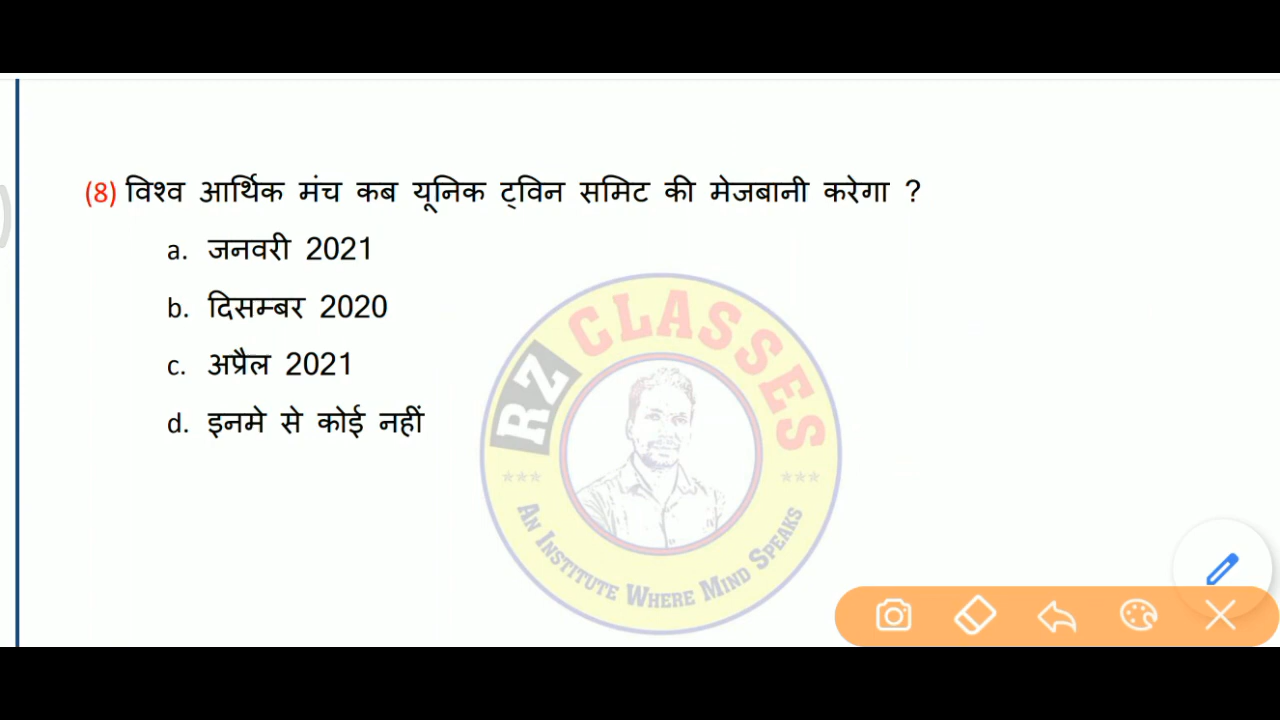 (8) विश्व आर्थिक मंच कब यूनिक ट्विन समिट की मेजबानी करेगा ?
a. जनवरी 2021
b. दिसम्बर 2020
c. अप्रैल 2021
d. इनमे से कोई नहीं
RZ CLASSES
AN INSTITUTE WHERE MIND SPEAKS